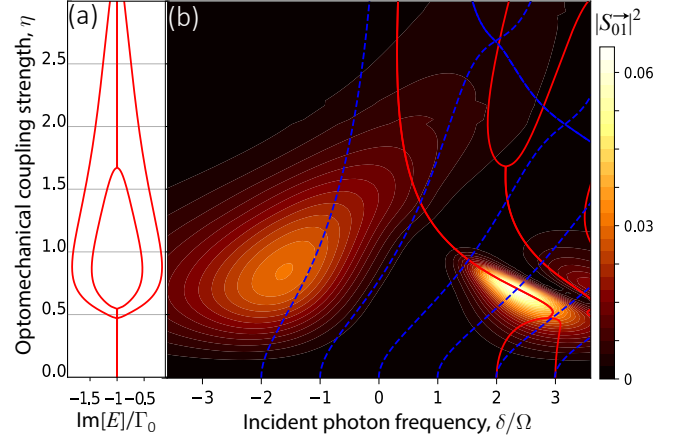 (a)
(b)
|S⃗₀₁|²
Optomechanical coupling strength, η
2.5
2.0
1.5
1.0
0.5
0.0
0.06
0.03
0
-1.5 -1 -0.5
−3 −2 −1 0 1 2 3
Im[E]/Γ₀
Incident photon frequency, δ/Ω